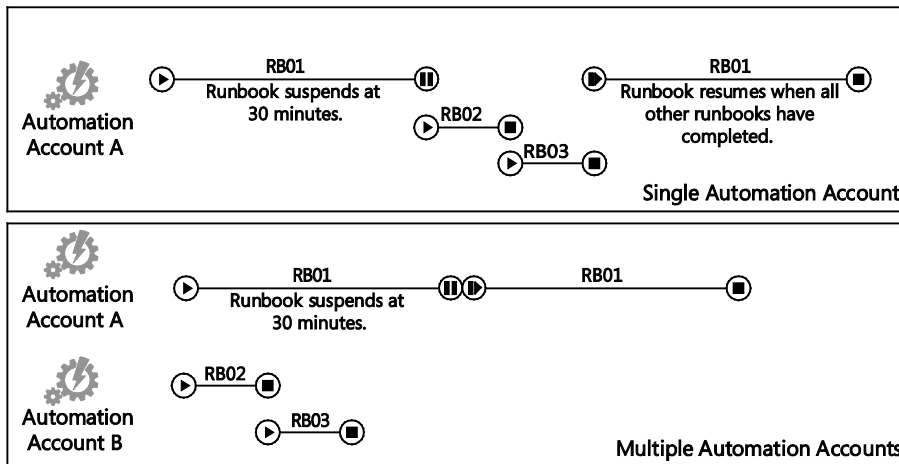 RB01
Runbook suspends at
30 minutes.
RB01
Runbook resumes when all
other runbooks have
completed.
Automation
Account A
RB02
RB03
Single Automation Account
Automation
Account A
RB01
Runbook suspends at
30 minutes.
RB01
Automation
Account B
RB02
RB03
Multiple Automation Accounts